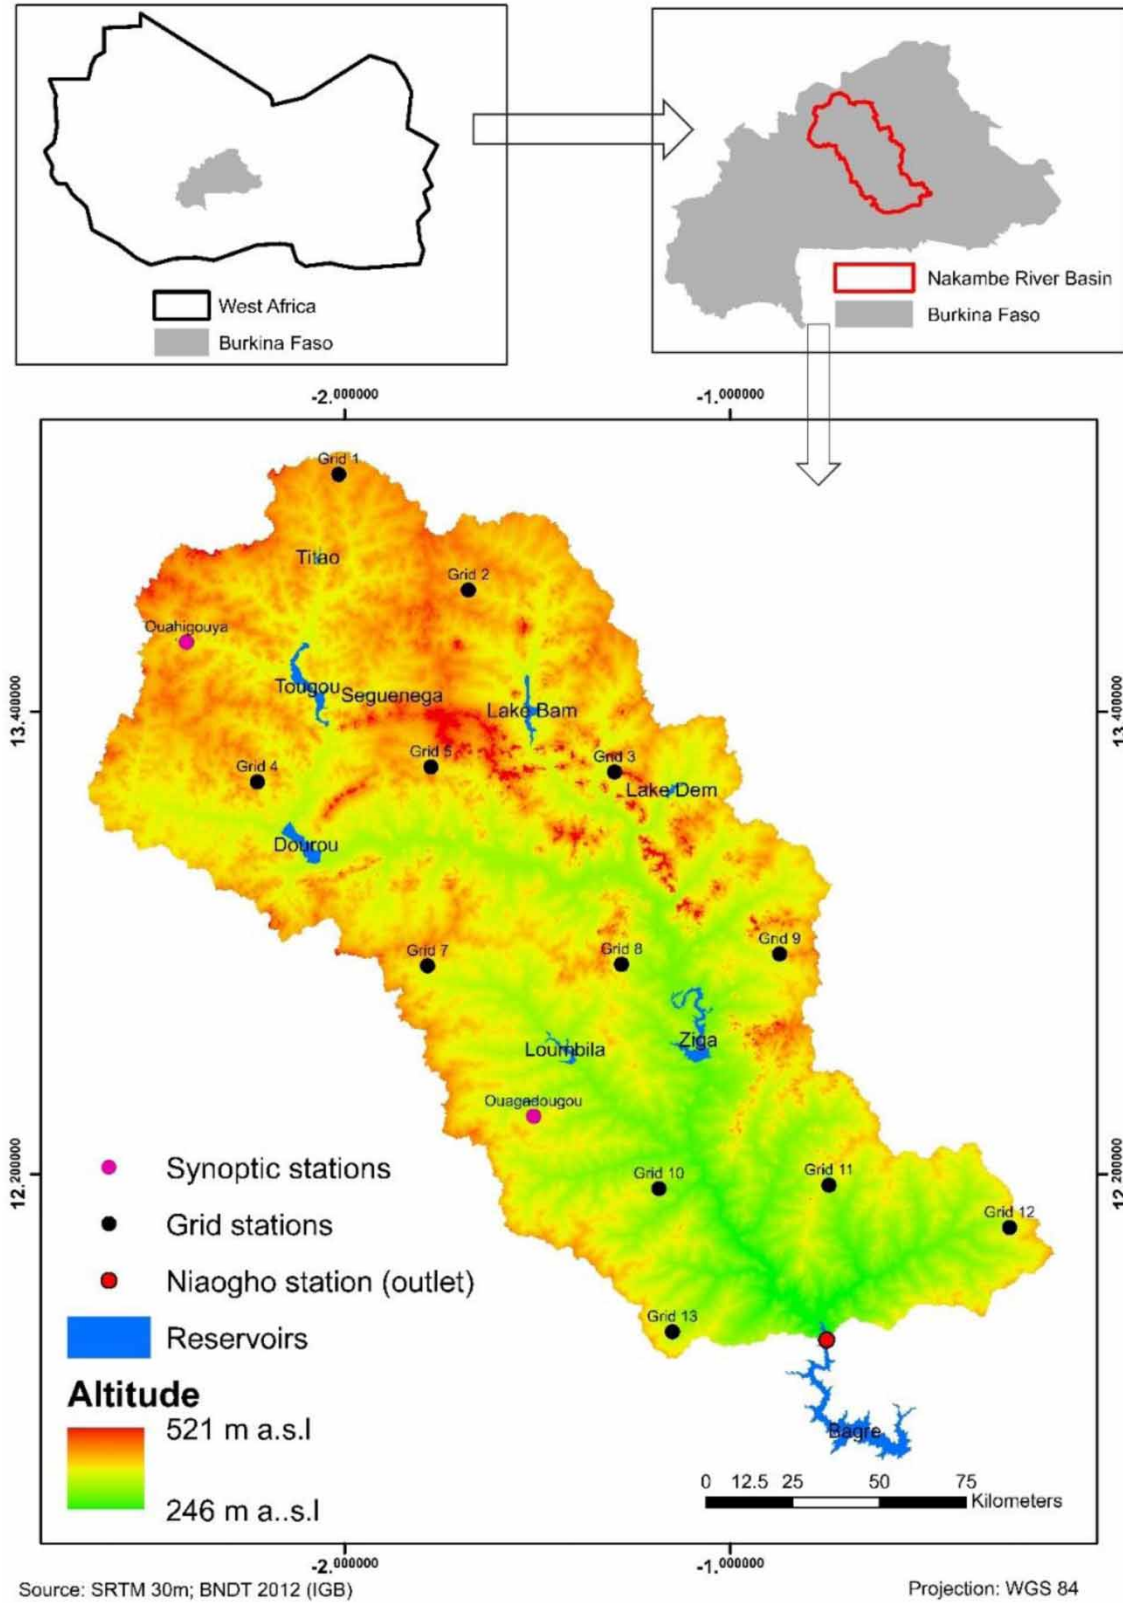 West Africa
Burkina Faso
Nakambe River Basin
Burkina Faso
-2.000000
-1.000000
Grid 1
Titao
Grid 2
Ouahigouya
Tougou
Seguenega
Lake Bam
13.400000
13.400000
Grid 4
Grid 5
Grid 3
Lake Dem
Dourou
Grid 7
Grid 8
Grid 9
Loumbila
Ziga
Ouagadougou
Synoptic stations
12.200000
12.200000
Grid 10
Grid 11
Grid 12
Grid stations
Niaogho station (outlet)
Grid 13
Reservoirs
Altitude
521 m a.s.l
246 m a..s.l
Bagre
0 12.5 25 50 75
Kilometers
-2.000000
-1.000000
Source: SRTM 30m; BNDT 2012 (IGB)
Projection: WGS 84